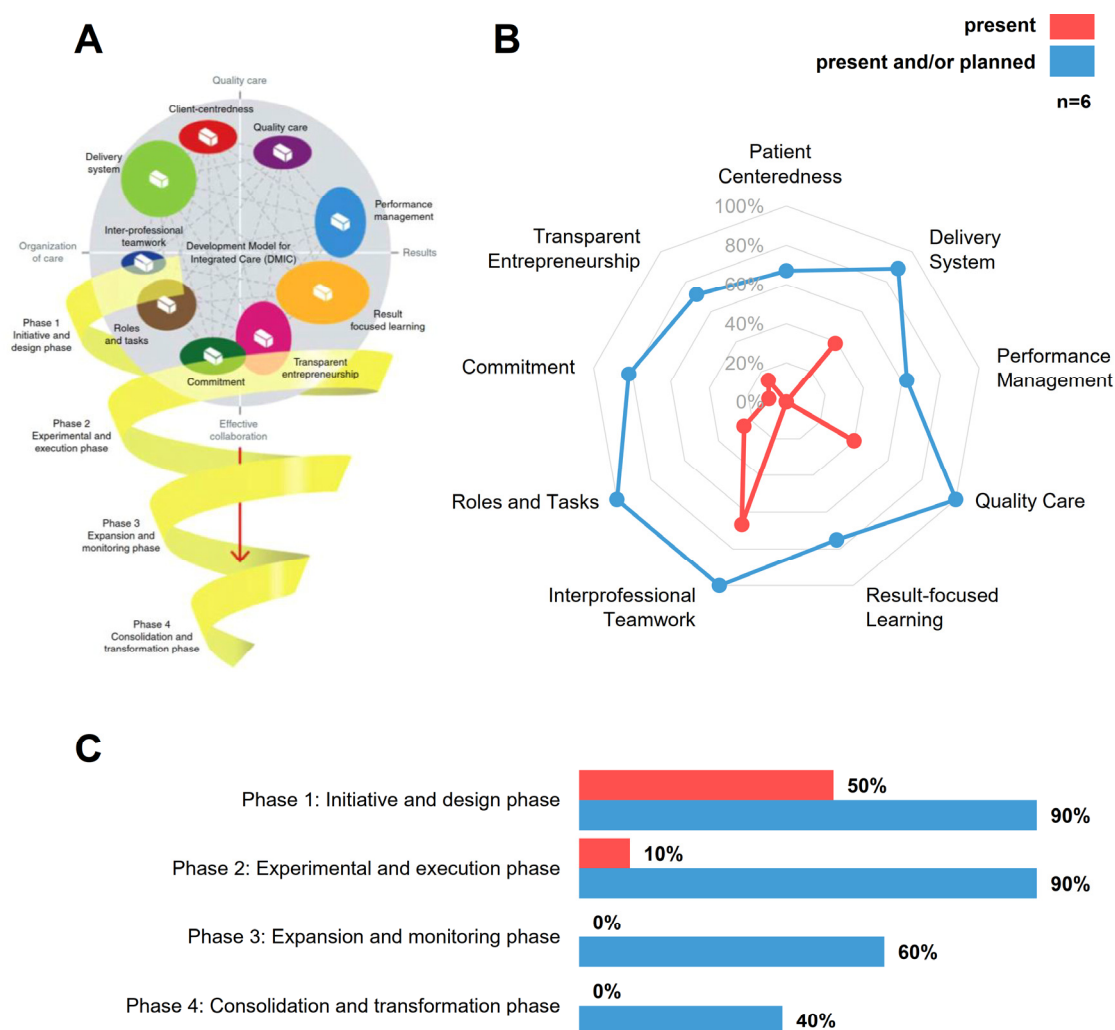 A
Quality care
Client-centredness
Quality care
Delivery
system
Performance
management
Inter-professional
teamwork
Organization
of care
Development Model for
Integrated Care (DMIC)
Results
Phase 1
Initiative and
design phase
Roles
and tasks
Result
focused learning
Commitment
Transparent
entrepreneurship
Phase 2
Experimental and
execution phase
Effective
collaboration
Phase 3
Expansion and
monitoring phase
Phase 4
Consolidation and
transformation phase
B
present
present and/or planned
n=6
Patient
Centeredness
100%
80%
60%
40%
20%
0%
Transparent
Entrepreneurship
Delivery
System
Commitment
Performance
Management
Roles and Tasks
Quality Care
Interprofessional
Teamwork
Result-focused
Learning
C
Phase 1: Initiative and design phase
50%
90%
Phase 2: Experimental and execution phase
10%
90%
Phase 3: Expansion and monitoring phase
0%
60%
Phase 4: Consolidation and transformation phase
0%
40%